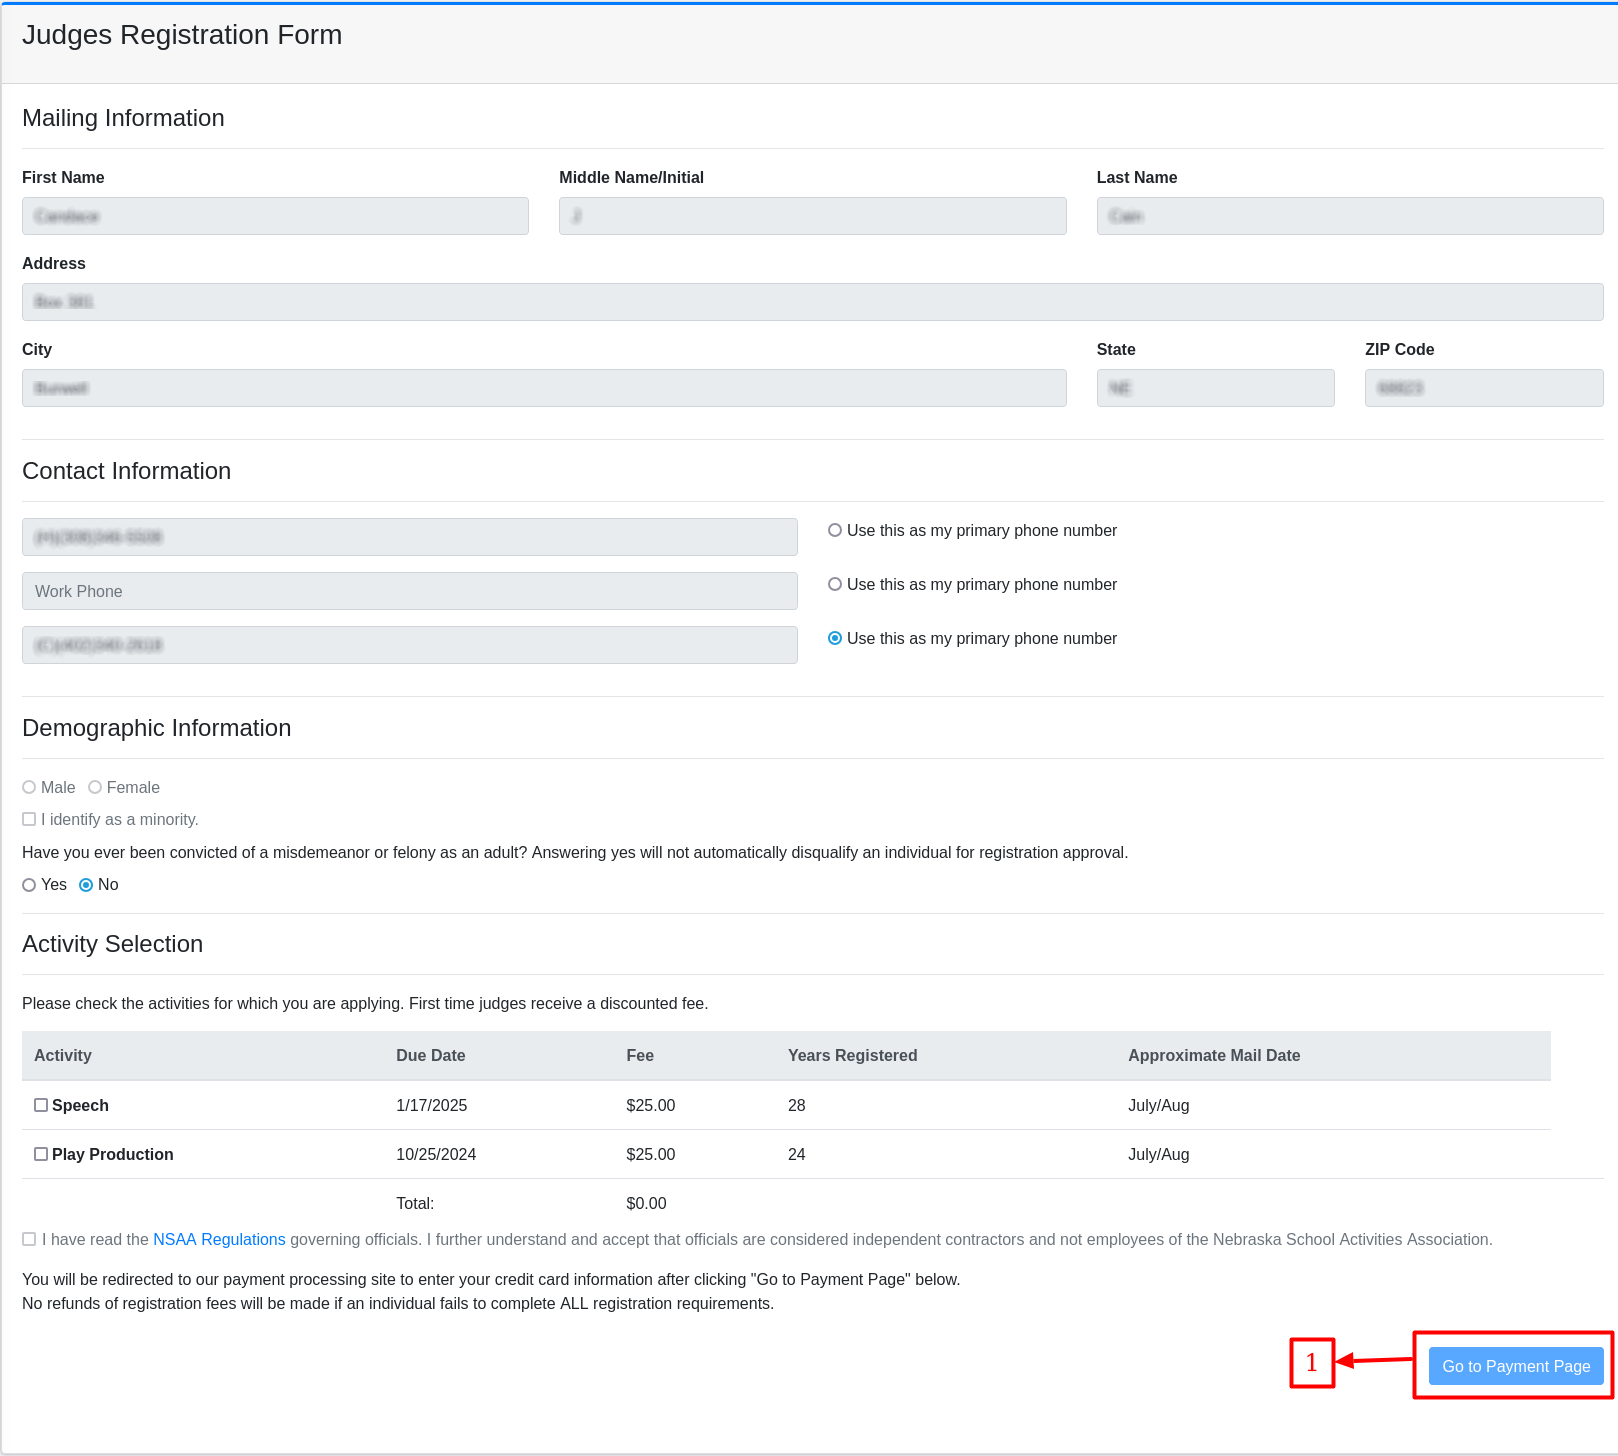 Judges Registration Form
Mailing Information
First Name Middle Name/Initial Last Name
Address
City State ZIP Code
Contact Information
Use this as my primary phone number
Work Phone Use this as my primary phone number
Use this as my primary phone number
Demographic Information
Male Female
I identify as a minority.
Have you ever been convicted of a misdemeanor or felony as an adult? Answering yes will not automatically disqualify an individual for registration approval.
Yes No
Activity Selection
Please check the activities for which you are applying. First time judges receive a discounted fee.
Activity Due Date Fee Years Registered Approximate Mail Date
Speech 1/17/2025 $25.00 28 July/Aug
Play Production 10/25/2024 $25.00 24 July/Aug
Total: $0.00
I have read the NSAA Regulations governing officials. I further understand and accept that officials are considered independent contractors and not employees of the Nebraska School Activities Association.
You will be redirected to our payment processing site to enter your credit card information after clicking "Go to Payment Page" below.
No refunds of registration fees will be made if an individual fails to complete ALL registration requirements.
1 Go to Payment Page